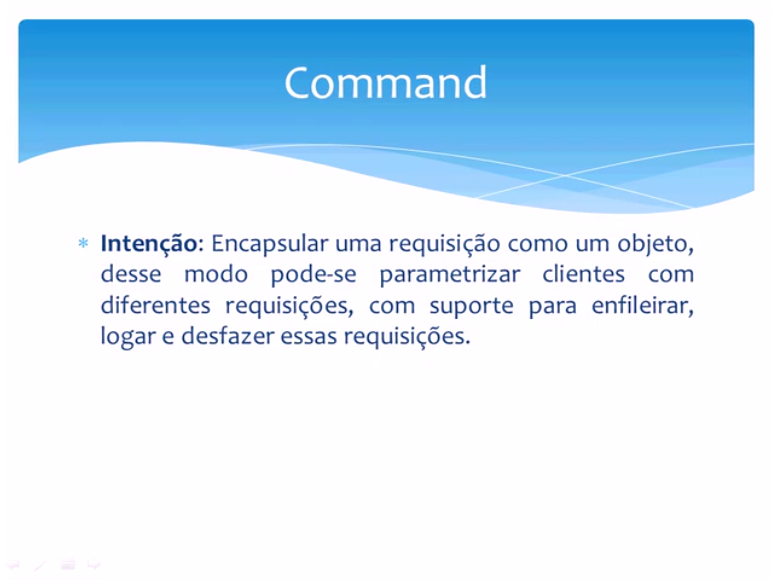 Command
Intenção: Encapsular uma requisição como um objeto,
desse modo pode-se parametrizar clientes com
diferentes requisições, com suporte para enfileirar,
logar e desfazer essas requisições.